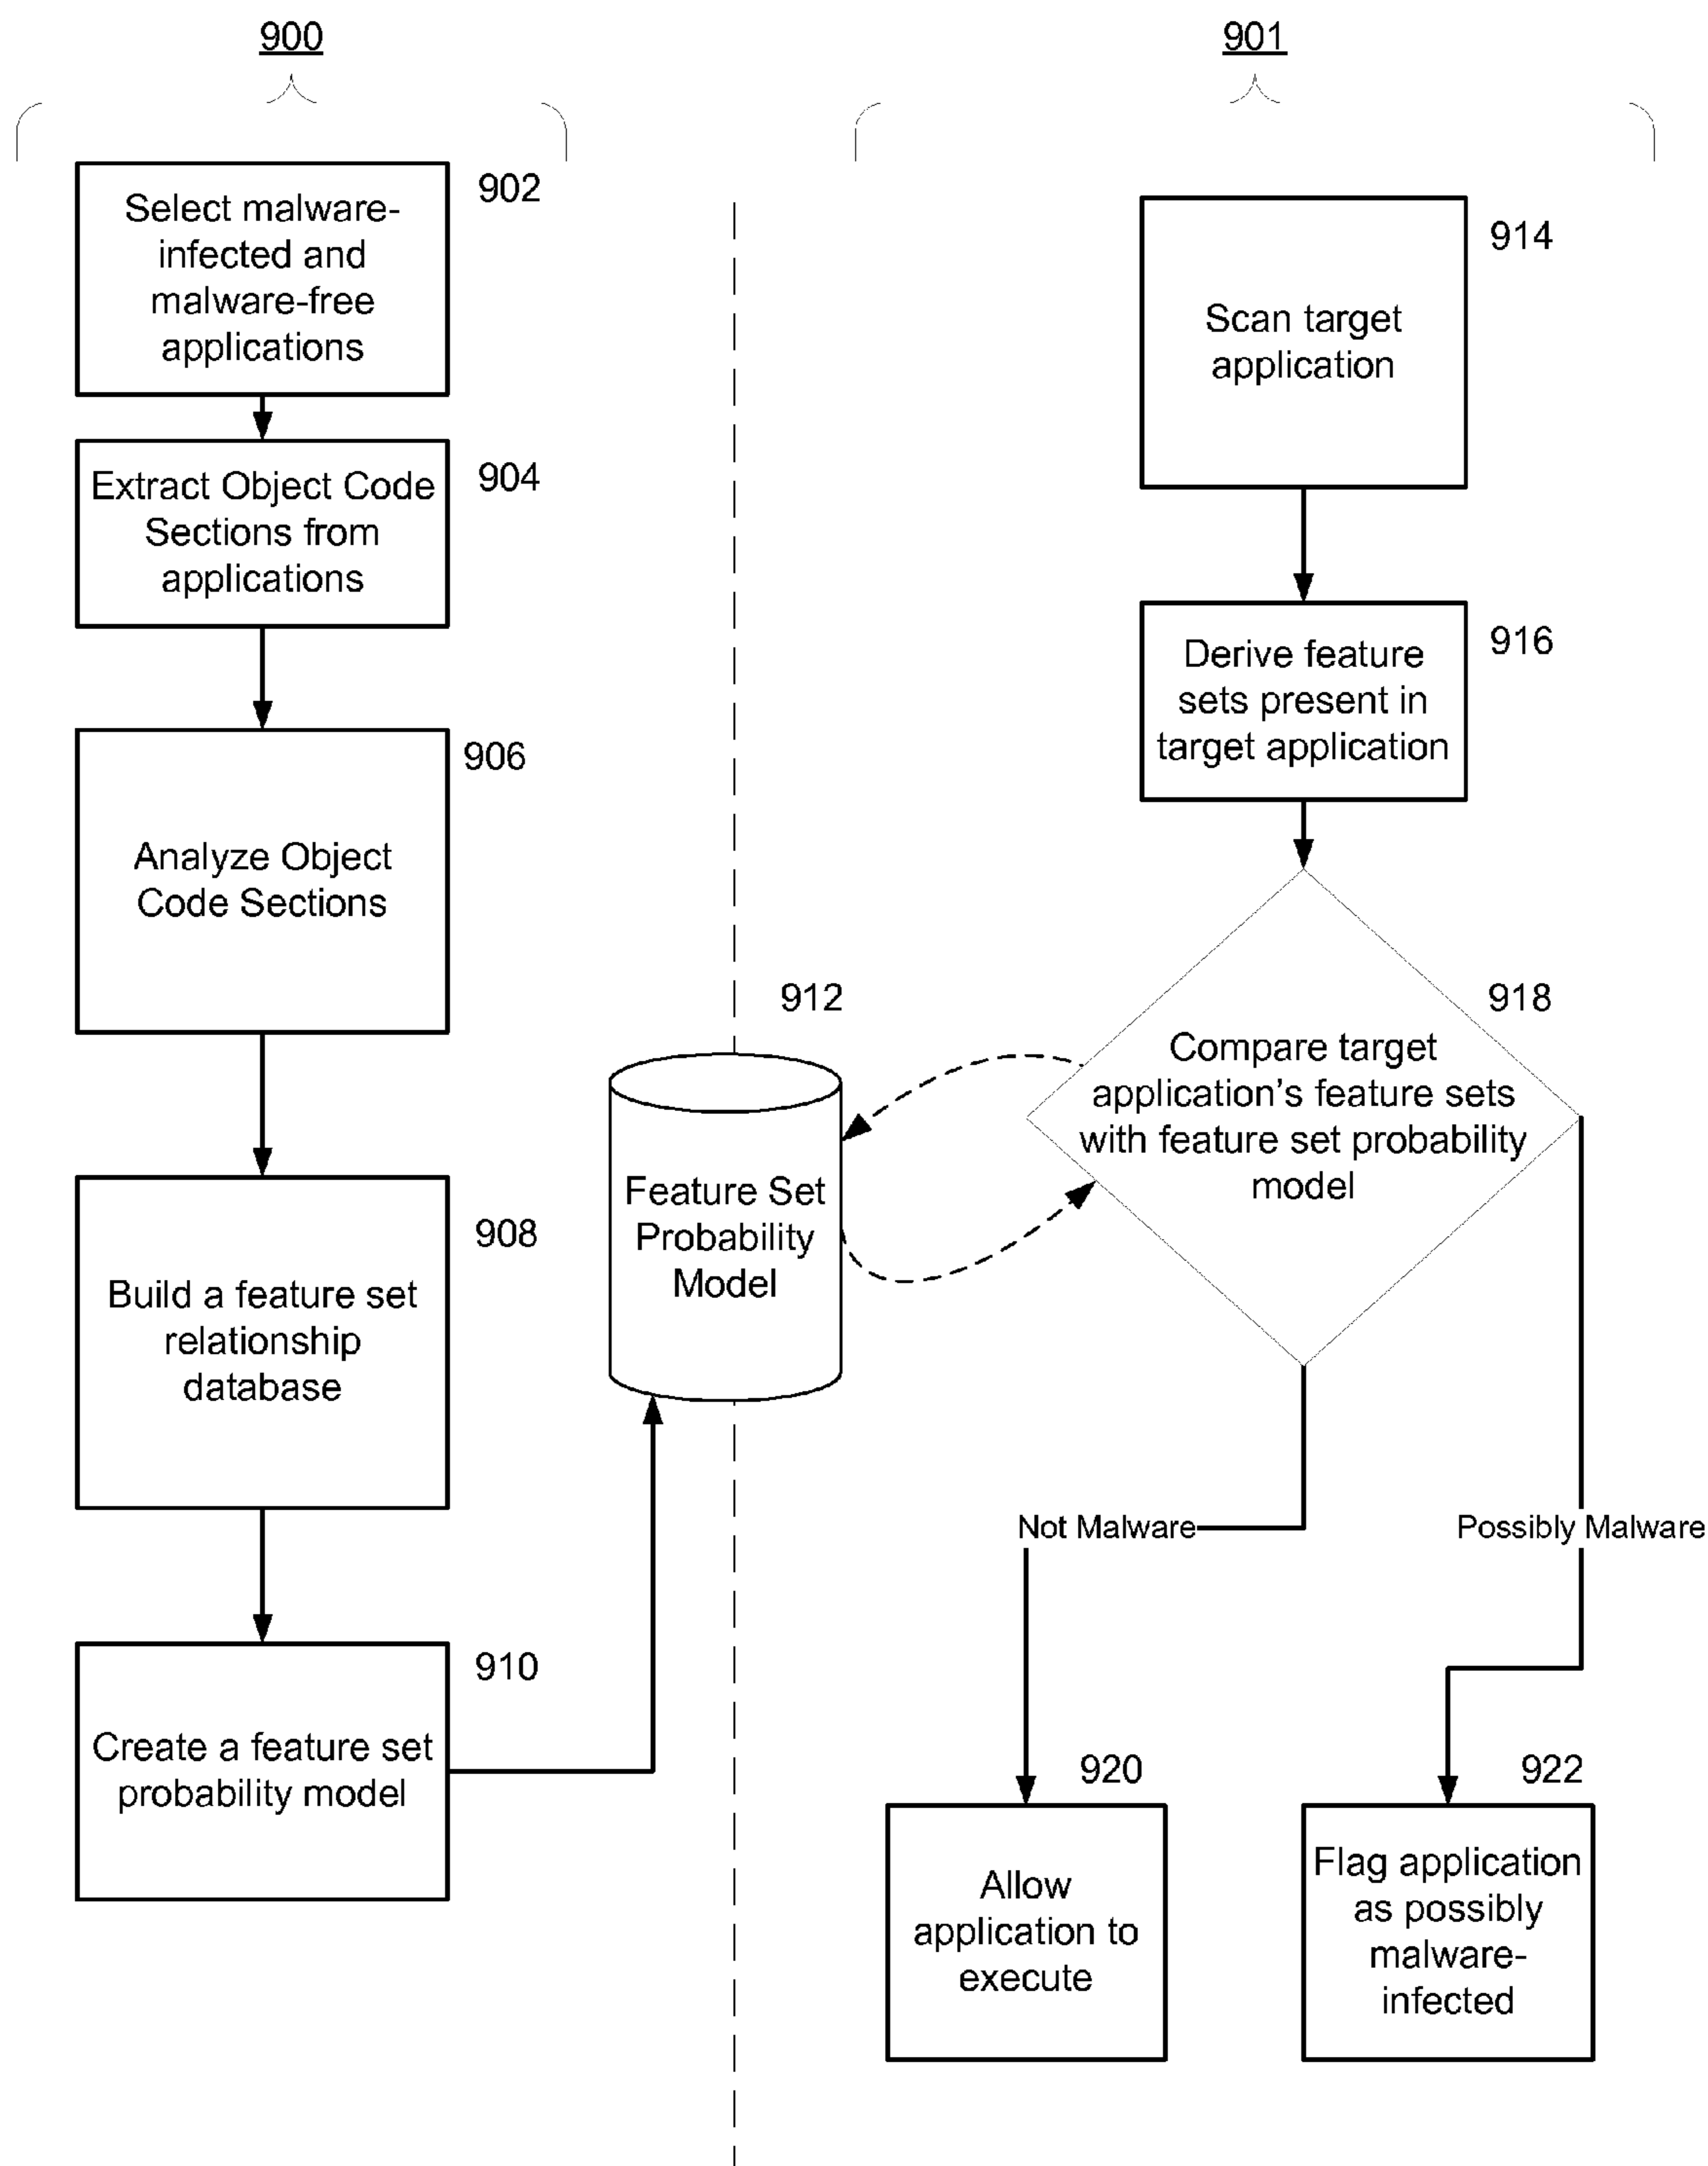 900
902
Select malware-
infected and
malware-free
applications
904
Extract Object Code
Sections from
applications
906
Analyze Object
Code Sections
908
Build a feature set
relationship
database
910
Create a feature set
probability model
912
Feature Set
Probability
Model
901
914
Scan target
application
916
Derive feature
sets present in
target application
918
Compare target
application's feature sets
with feature set probability
model
Not Malware
Possibly Malware
920
Allow
application to
execute
922
Flag application
as possibly
malware-
infected